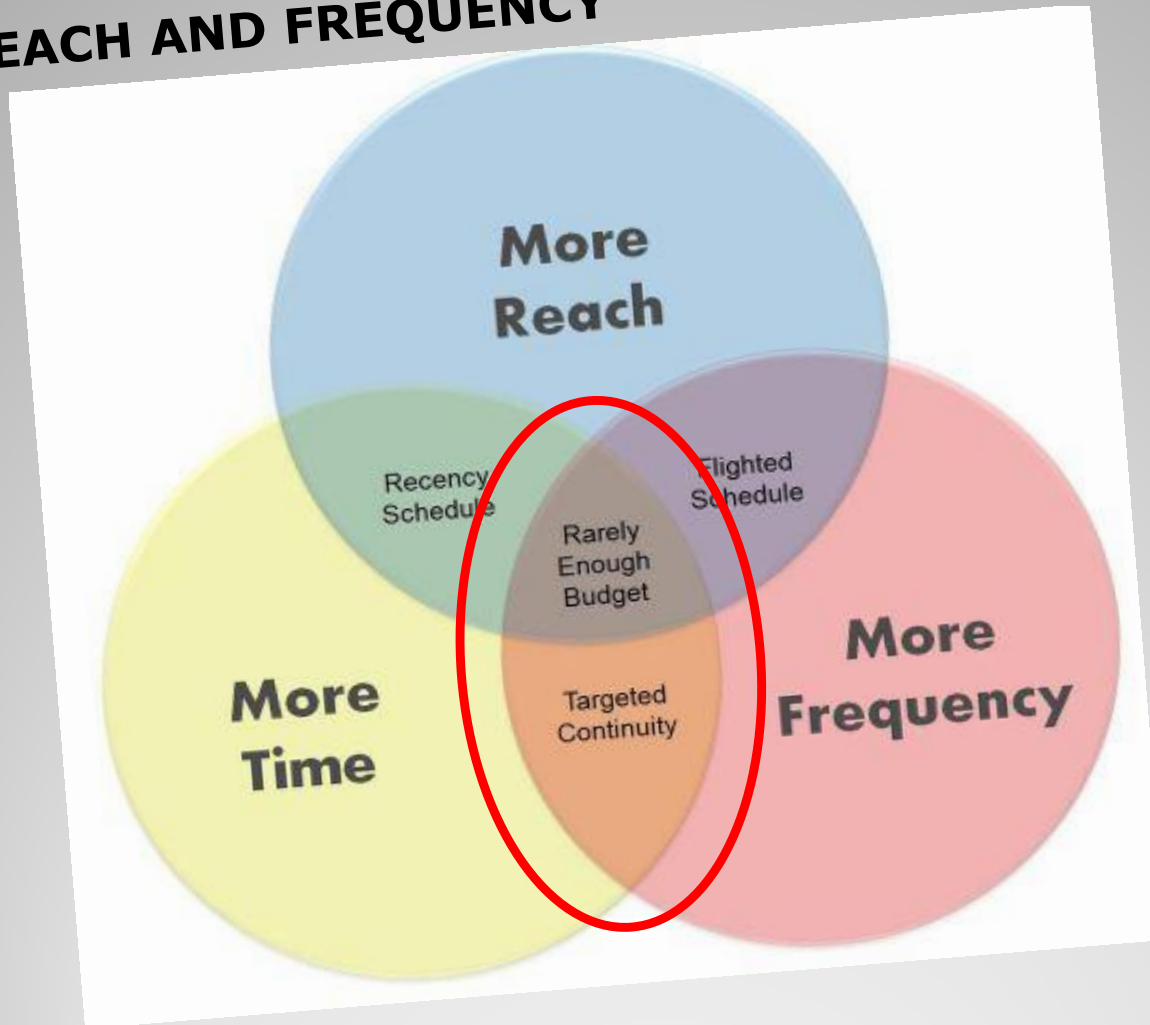 EACH AND FREQUENCY
More
Reach
Recency
Schedule
Flighted
Schedule
Rarely
Enough
Budget
More
Frequency
More
Time
Targeted
Continuity